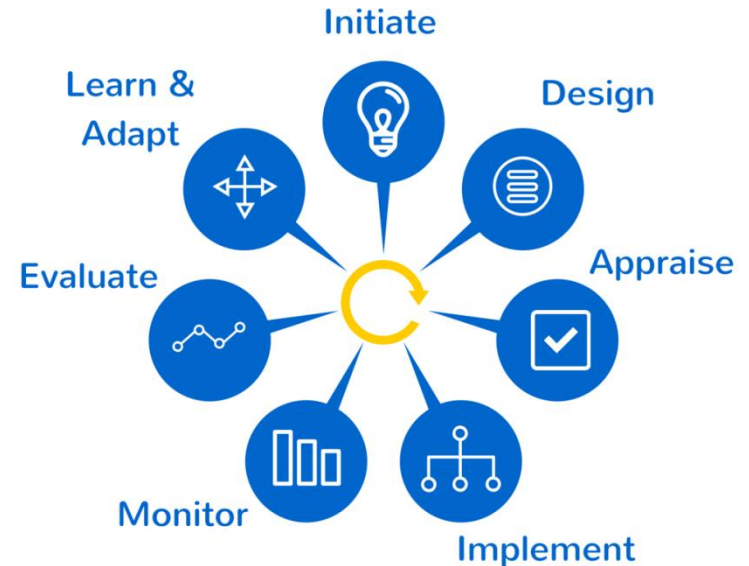 Initiate
Design
Appraise
Implement
Monitor
Evaluate
Learn &
Adapt